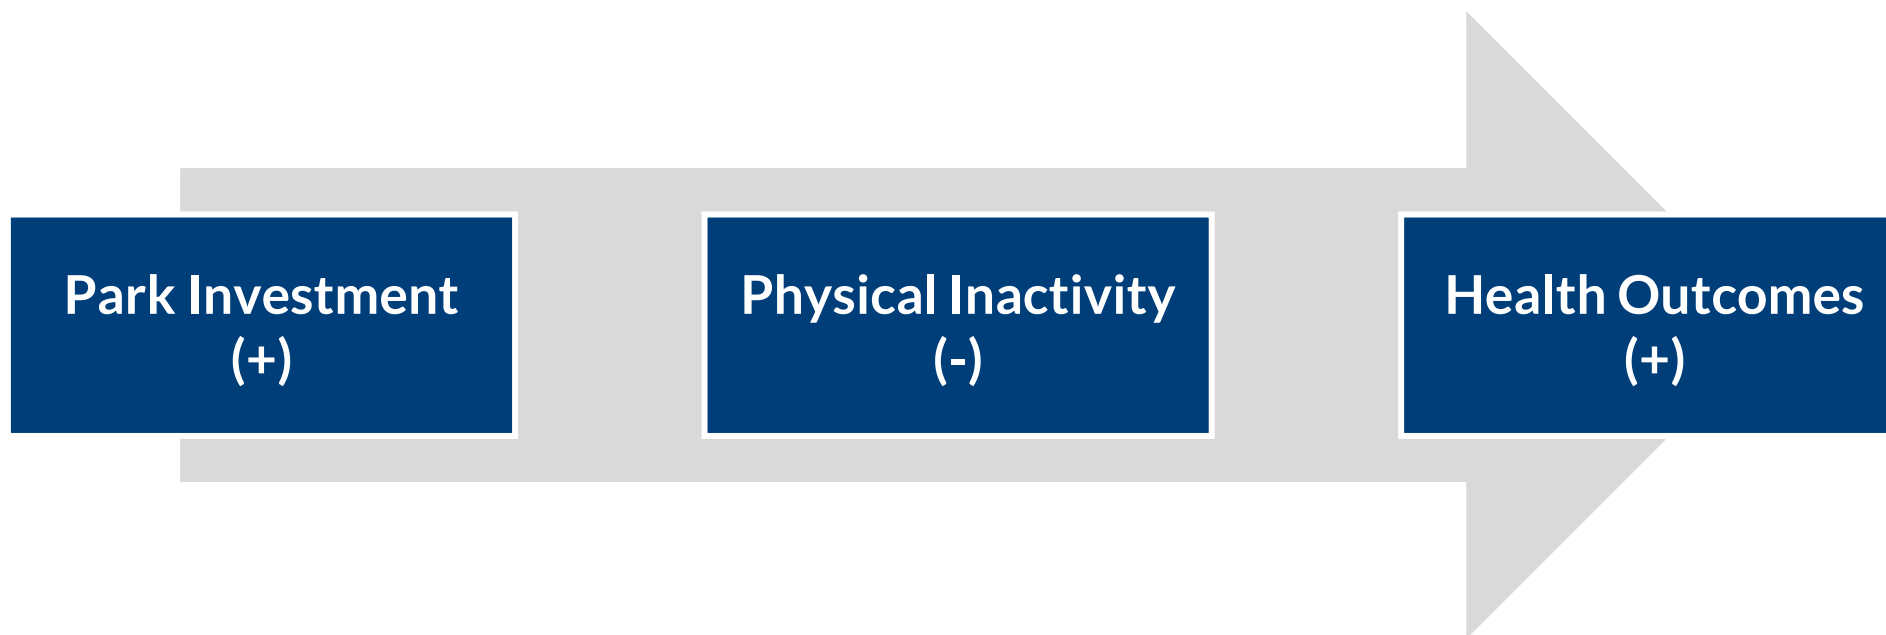 Park Investment
(+)
Physical Inactivity
(-)
Health Outcomes
(+)